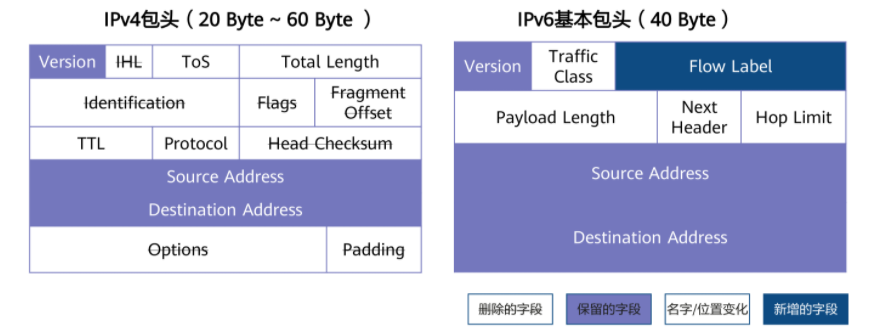 IPv4包头（20 Byte ~ 60 Byte ）
IPv6基本包头（40 Byte）
Version IHL ToS Total Length
Identification Flags Fragment Offset
TTL Protocol Head Checksum
Source Address
Destination Address
Options Padding
Version Traffic Class Flow Label
Payload Length Next Header Hop Limit
Source Address
Destination Address
删除的字段 保留的字段 名字/位置变化 新增的字段